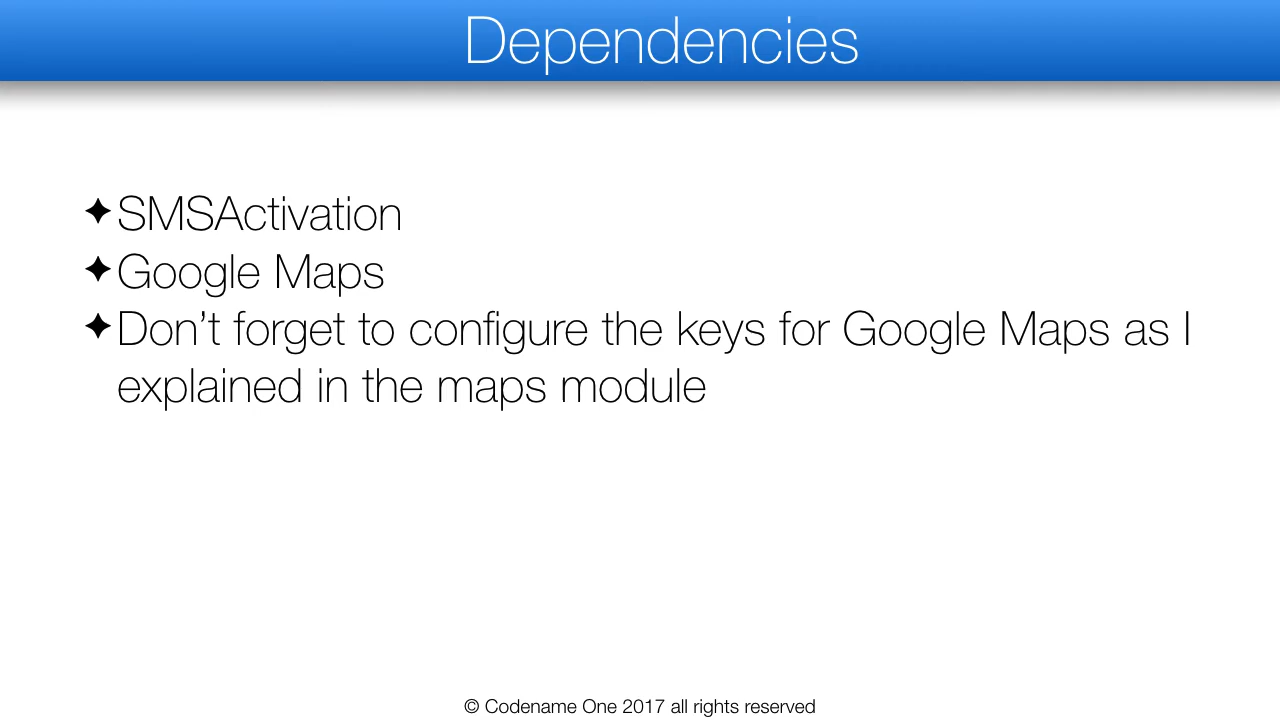 Dependencies
✦SMSActivation
✦Google Maps
✦Don’t forget to configure the keys for Google Maps as I
explained in the maps module
© Codename One 2017 all rights reserved